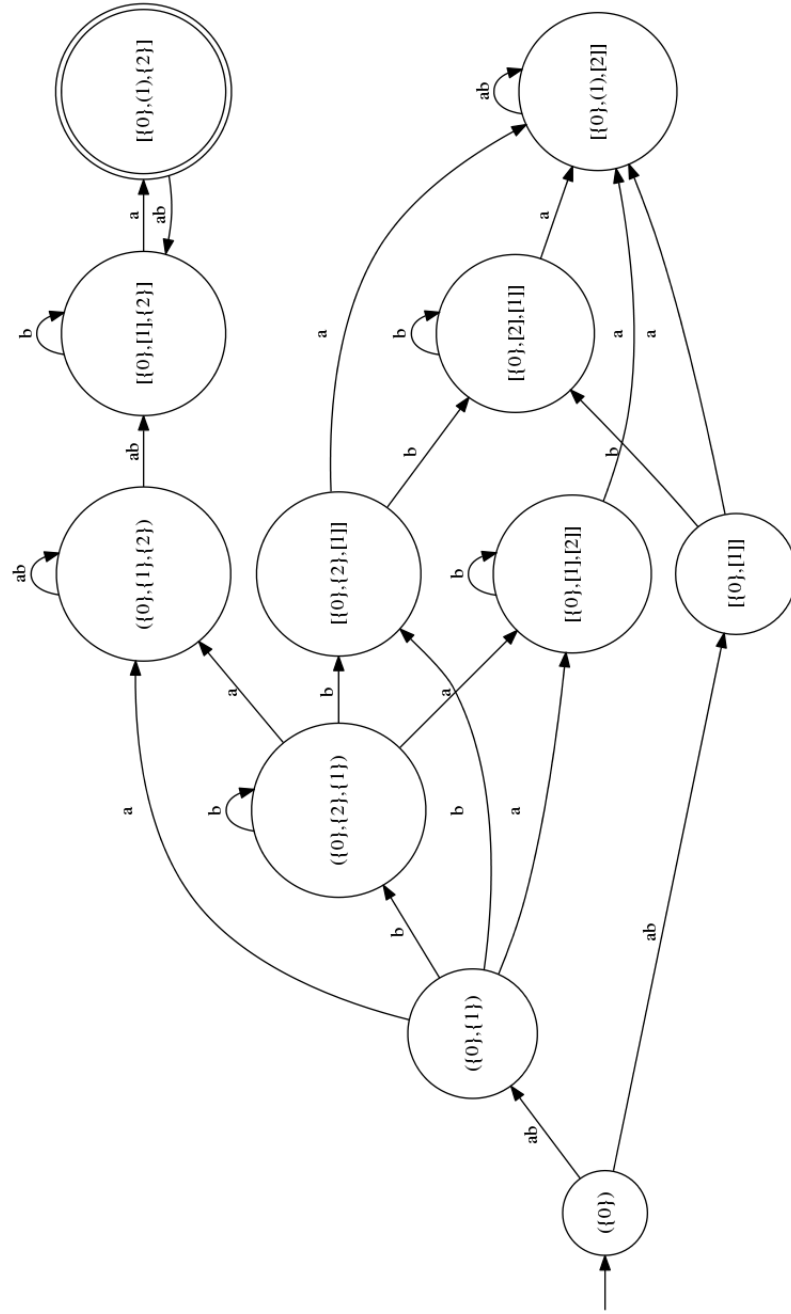 ab
b
a
ab
a
({0},{1},{2})
[{0},[1],{2}]
[{0},(1),{2}]
ab
b
a
a
b
({0},{2},{1})
[{0},{2},[1]]
b
b
b
a
b
b
({0},{1})
ab
a
[{0},[2],[1]]
ab
a
[{0},[1],[2]]
[{0},(1),[2]]
({0})
b
a
ab
a
[{0},[1]]